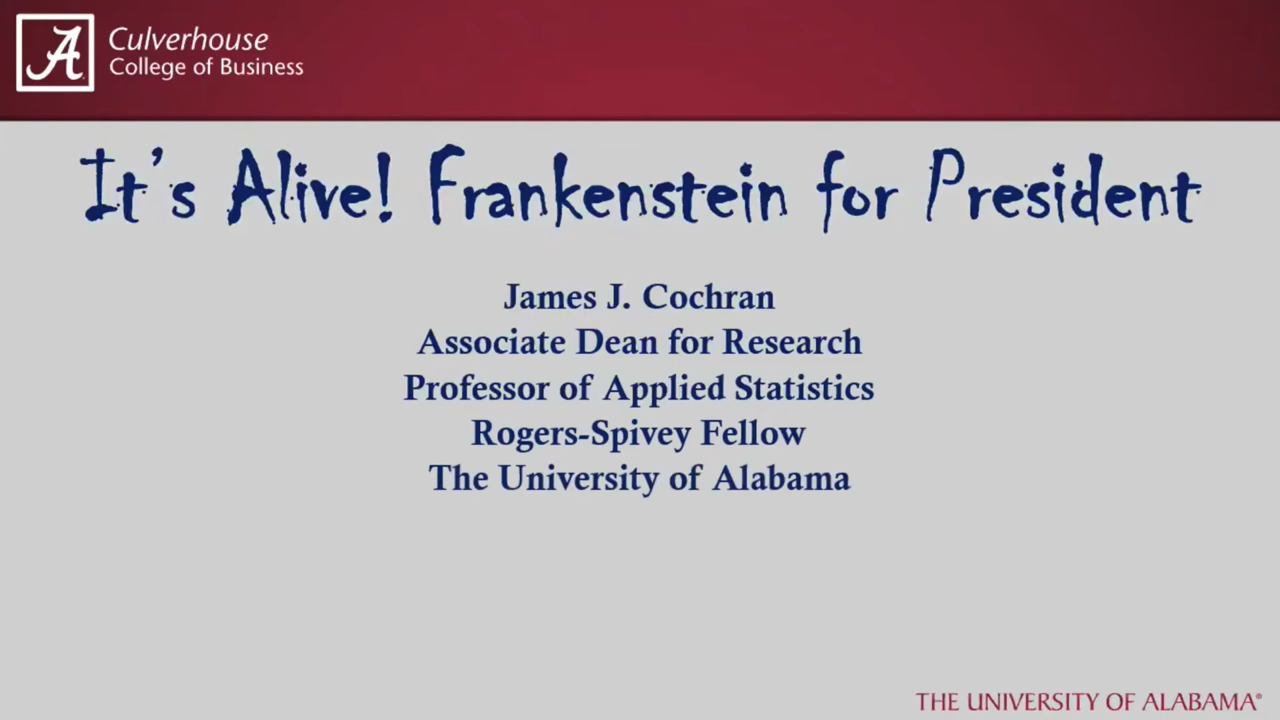 Culverhouse
College of Business
It's Alive! Frankenstein for President
James J. Cochran
Associate Dean for Research
Professor of Applied Statistics
Rogers-Spivey Fellow
The University of Alabama
THE UNIVERSITY OF ALABAMA®